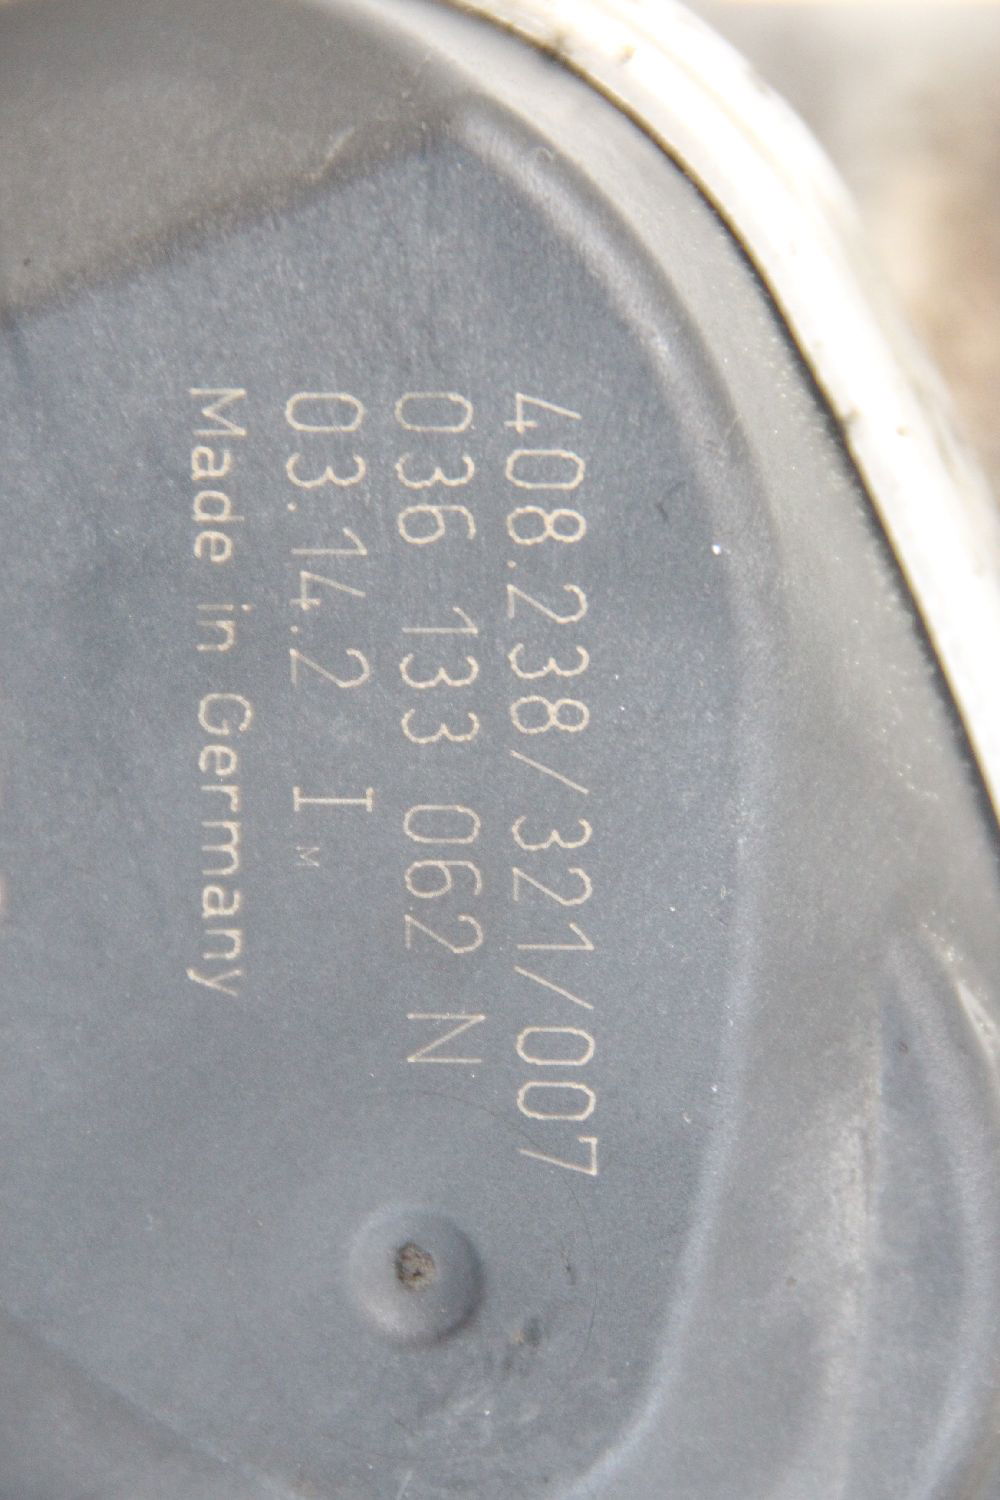 408.238/321/007
036 133 062 N
03.14.2 I M
Made in Germany